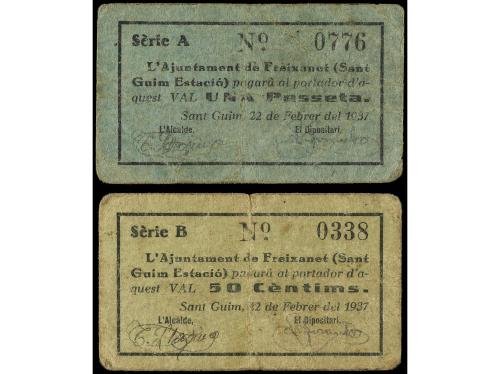 Sèrie A Nº 0776
L'Ajuntament de Freixanet (Sant
Guim Estació) pagarà al portador d'a-
quest VAL UNA Pesseta.
Sant Guim, 22 de Febrer del 1937
L'Alcalde, El Dipositari,
Sèrie B Nº 0338
L'Ajuntament de Freixanet (Sant
Guim Estació) pagarà al portador d'a-
quest VAL 50 Cèntims.
Sant Guim, 22 de Febrer del 1937
L'Alcalde, El Dipositari,